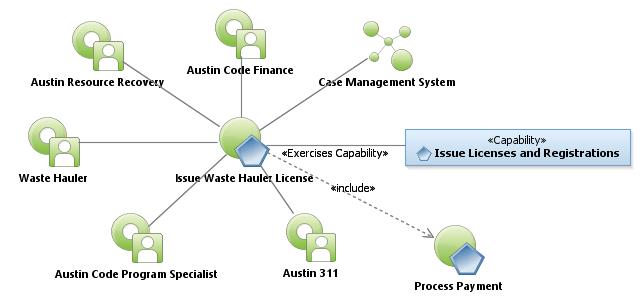 Austin Resource Recovery
Austin Code Finance
Case Management System
«Capability»
Issue Licenses and Registrations
«Exercises Capability»
Waste Hauler
Issue Waste Hauler License
«include»
Austin Code Program Specialist
Austin 311
Process Payment